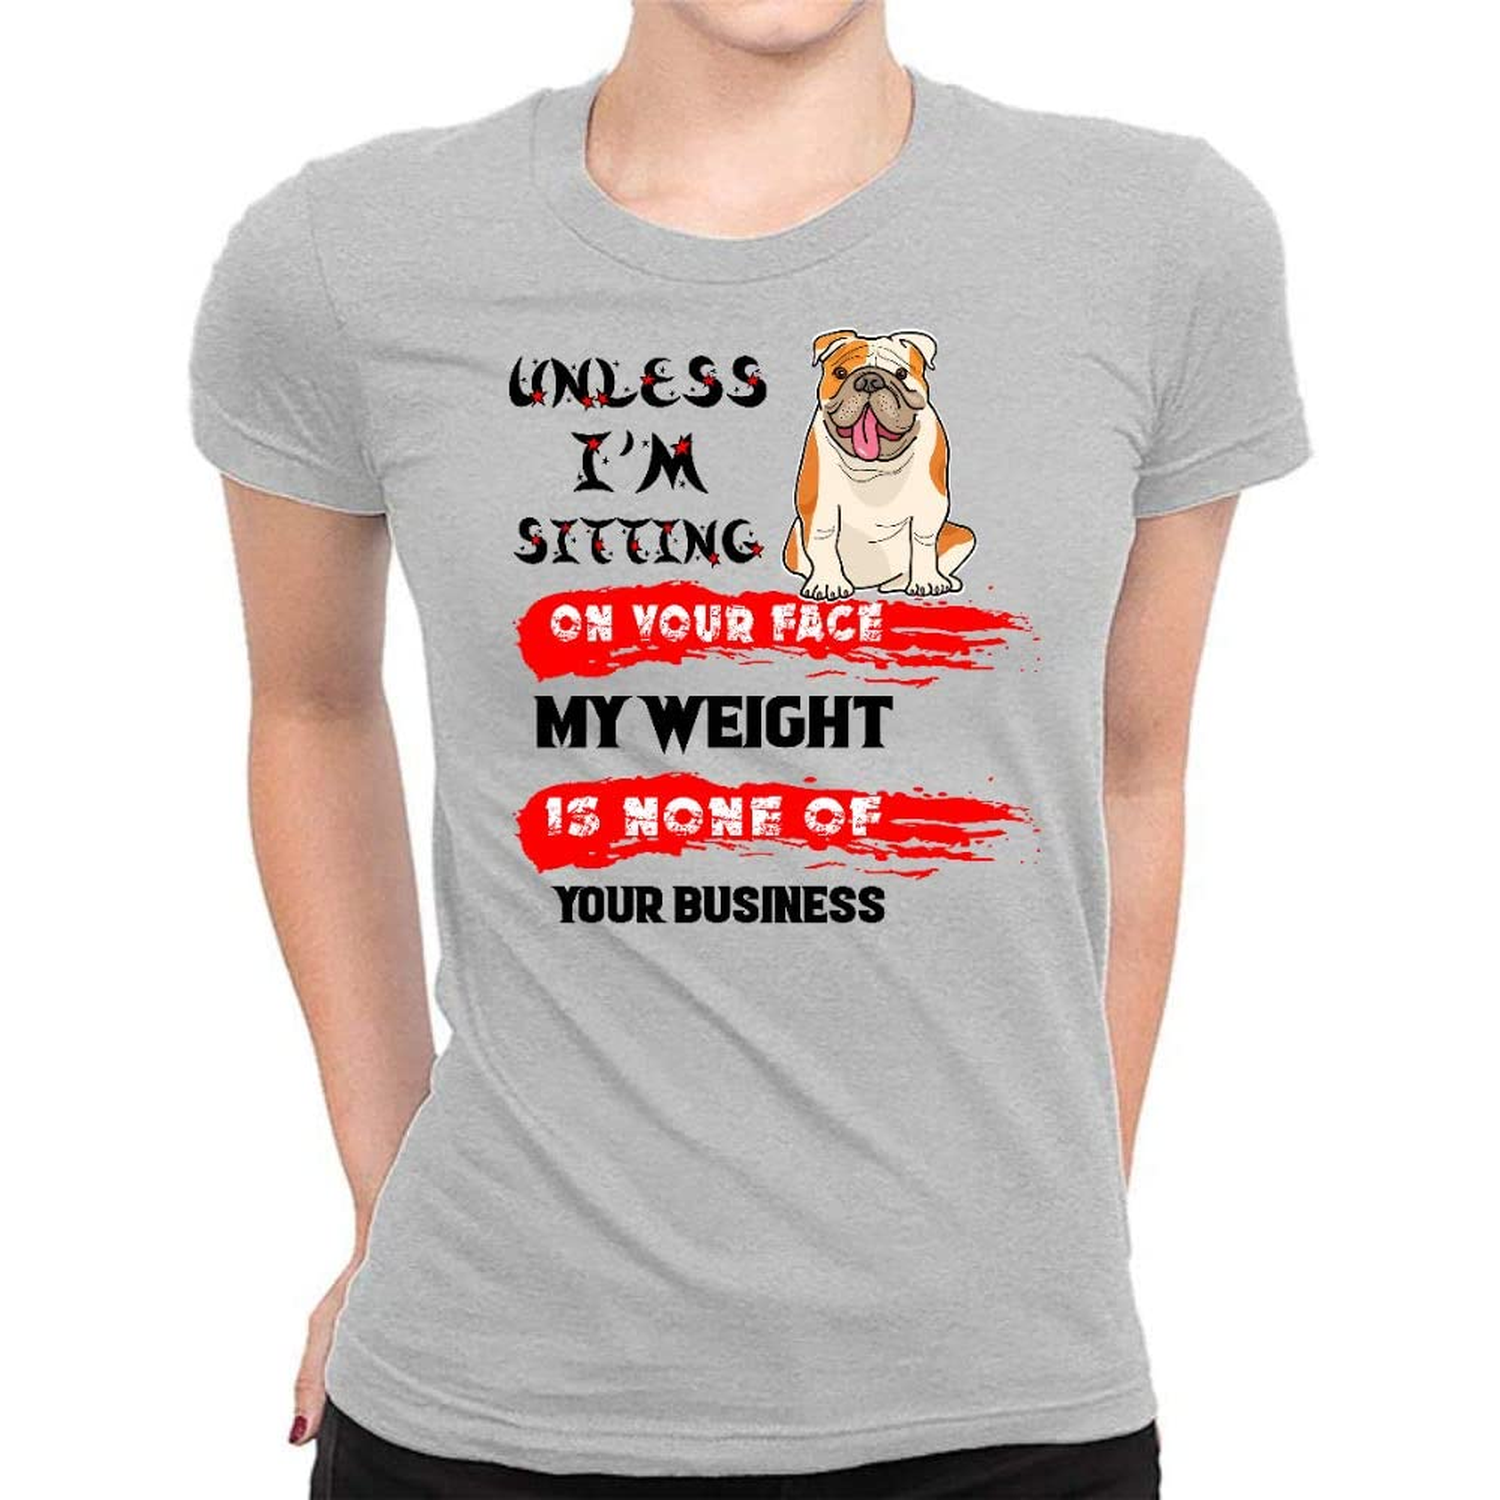 UNLESS
I'M
SITTING
ON YOUR FACE
MY WEIGHT
IS NONE OF
YOUR BUSINESS